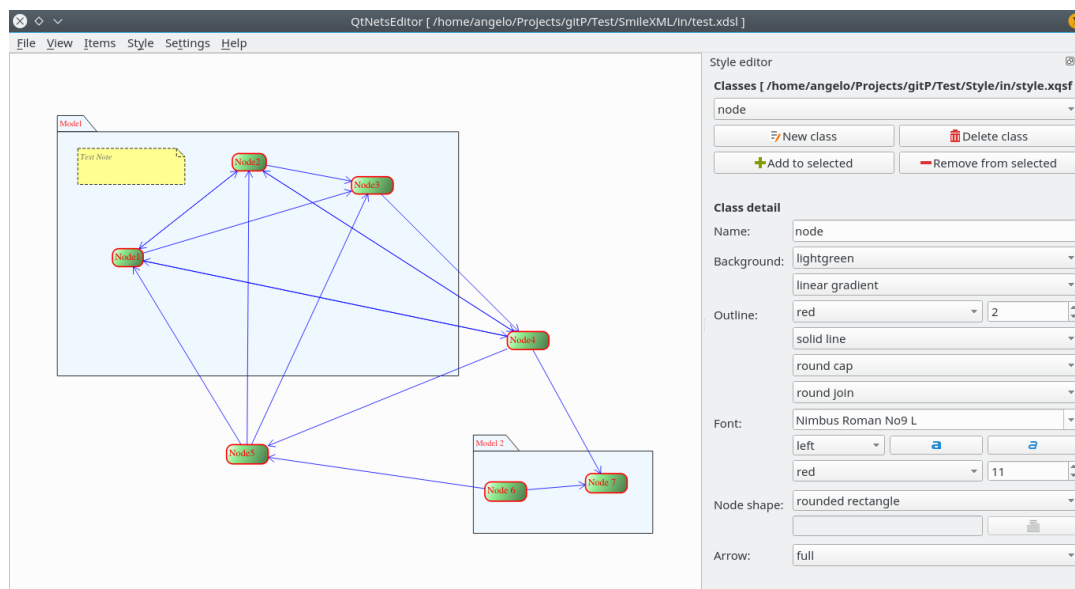 QtNetsEditor [ /home/angelo/Projects/gitP/Test/SmileXML/in/test.xdsl ]
File View Items Style Settings Help
Model
Text Note
Node2
Node3
Node1
Node4
Node5
Model 2
Node 6
Node 7
Style editor
Classes [ /home/angelo/Projects/gitP/Test/Style/in/style.xqsf
node
New class
Delete class
Add to selected
Remove from selected
Class detail
Name: node
Background: lightgreen
linear gradient
Outline: red 2
solid line
round cap
round join
Font: Nimbus Roman No9 L
left a a
red 11
Node shape: rounded rectangle
Arrow: full